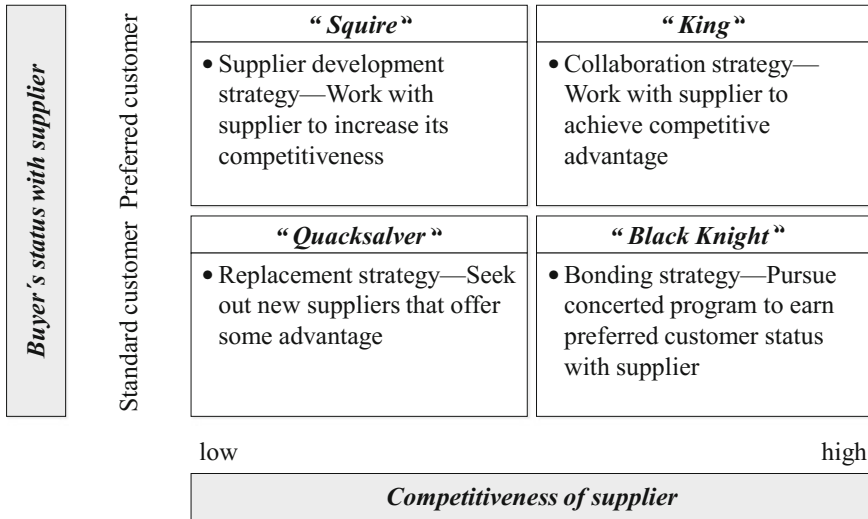 Buyer´s status with supplier
Preferred customer
Standard customer
“Squire”
• Supplier development
strategy—Work with
supplier to increase its
competitiveness
“King”
• Collaboration strategy—
Work with supplier to
achieve competitive
advantage
“Quacksalver”
• Replacement strategy—Seek
out new suppliers that offer
some advantage
“Black Knight”
• Bonding strategy—Pursue
concerted program to earn
preferred customer status
with supplier
low
high
Competitiveness of supplier